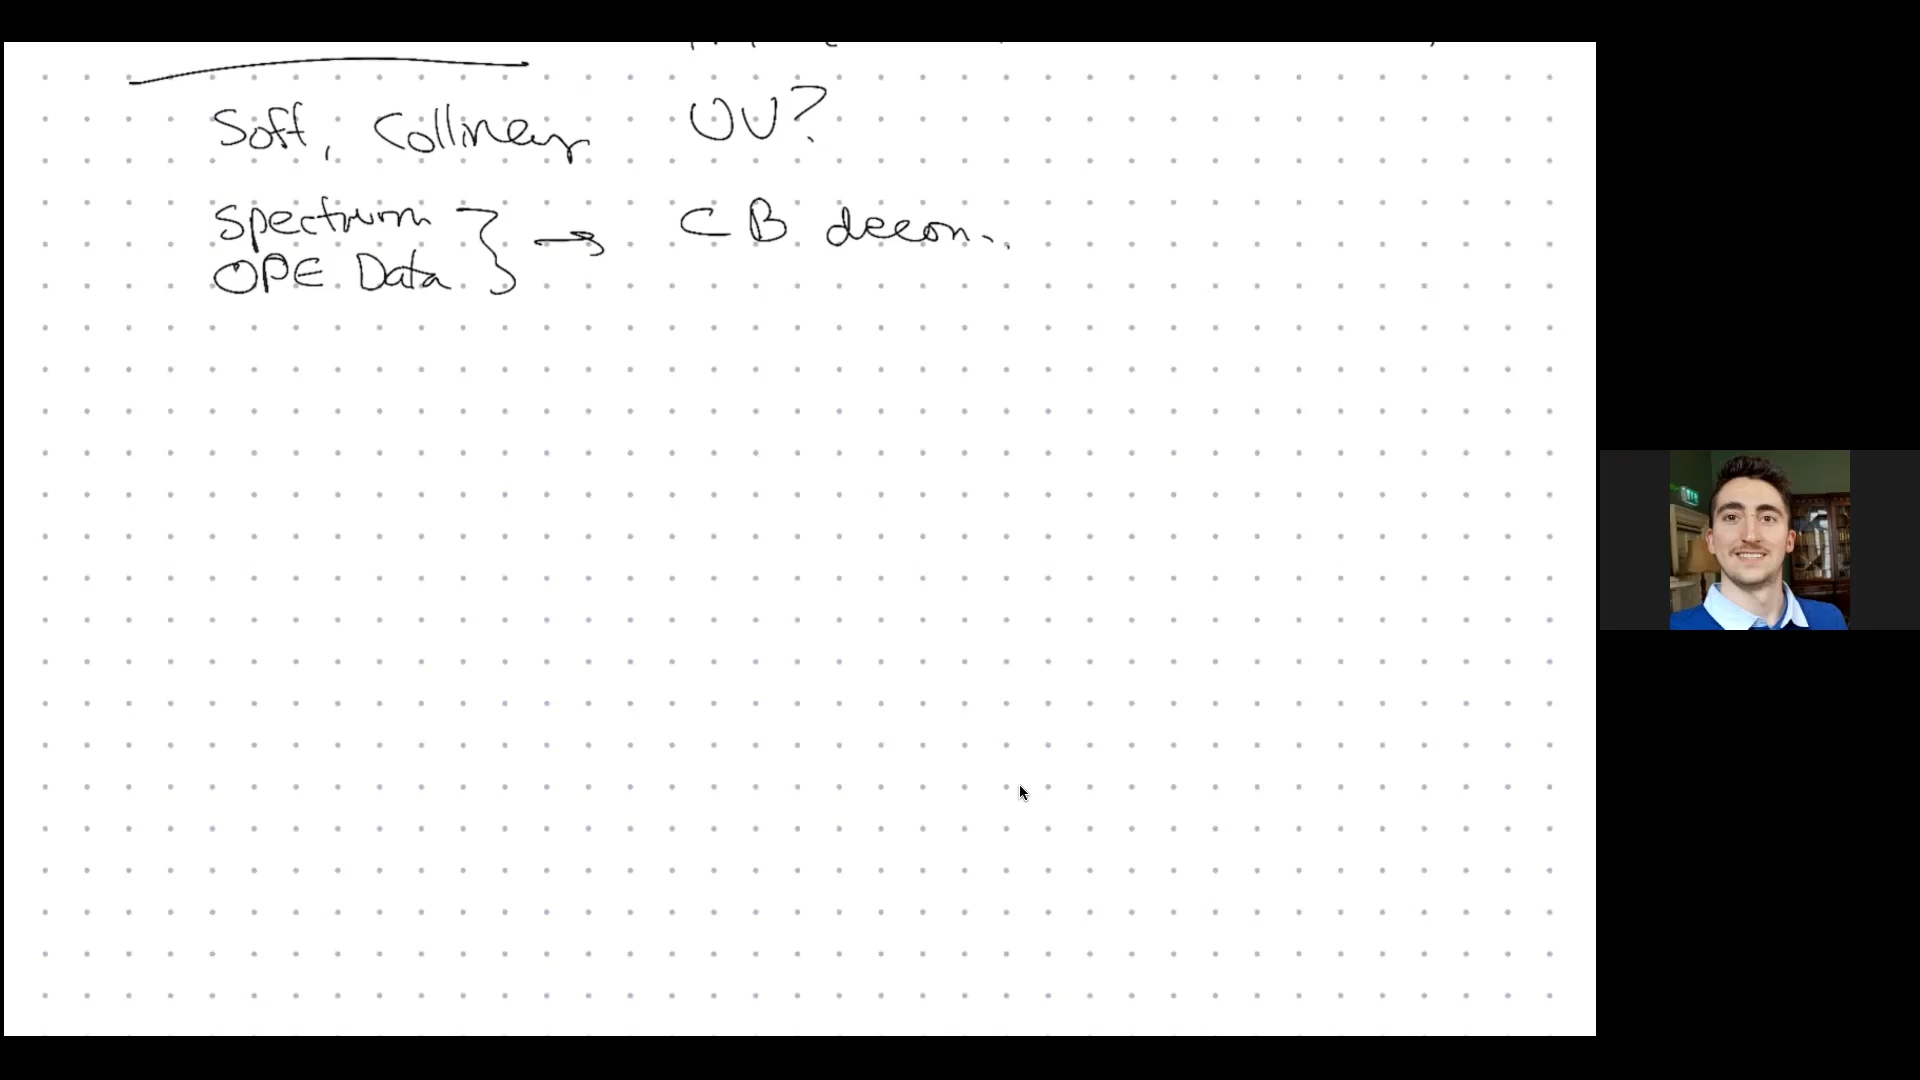 Soft, Collinear UV?
Spectrum
OPE Data } → CB decom.